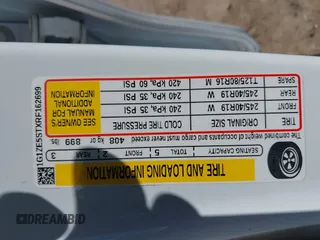 TIRE AND LOADING INFORMATION
SEATING CAPACITY TOTAL 5 FRONT 2 REAR 3
The combined weight of occupants and cargo should never exceed 408 kg or 899 lbs.
TIRE SIZE COLD TIRE PRESSURE
FRONT 245/40R19 W 240 kPa, 35 PSI
REAR 245/40R19 W 240 kPa, 35 PSI
SPARE T125/80R16 M 420 kPa, 60 PSI
SEE OWNER'S
MANUAL FOR
ADDITIONAL
INFORMATION
1G1ZE5STXRF162899
DREAMBID